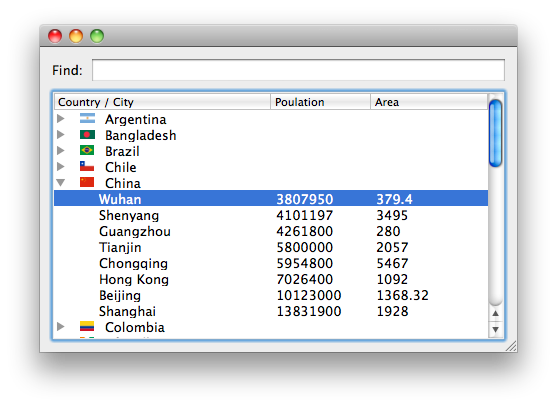 Find:
Country / City Poulation Area
Argentina
Bangladesh
Brazil
Chile
China
Wuhan 3807950 379.4
Shenyang 4101197 3495
Guangzhou 4261800 280
Tianjin 5800000 2057
Chongqing 5954800 5467
Hong Kong 7026400 1092
Beijing 10123000 1368.32
Shanghai 13831900 1928
Colombia